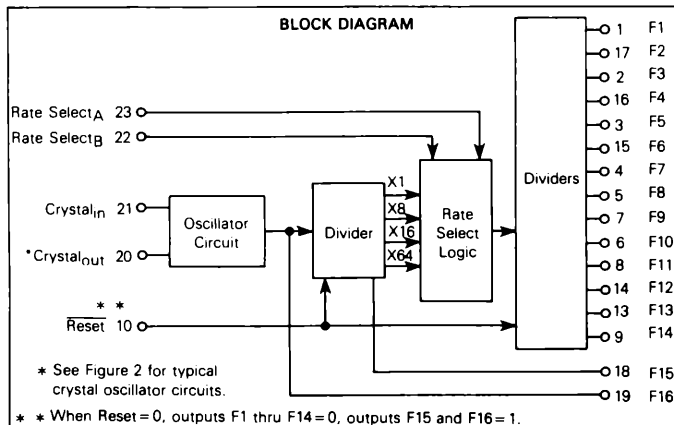 BLOCK DIAGRAM
1 F1
17 F2
2 F3
16 F4
3 F5
15 F6
4 F7
5 F8
7 F9
6 F10
8 F11
14 F12
13 F13
9 F14
18 F15
19 F16
Rate SelectA 23
Rate SelectB 22
Crystalin 21
*Crystalout 20
* *
Reset 10
Oscillator
Circuit
Divider
X1
X8
X16
X64
Rate
Select
Logic
Dividers
* See Figure 2 for typical
crystal oscillator circuits.
* * When Reset=0, outputs F1 thru F14=0, outputs F15 and F16=1.